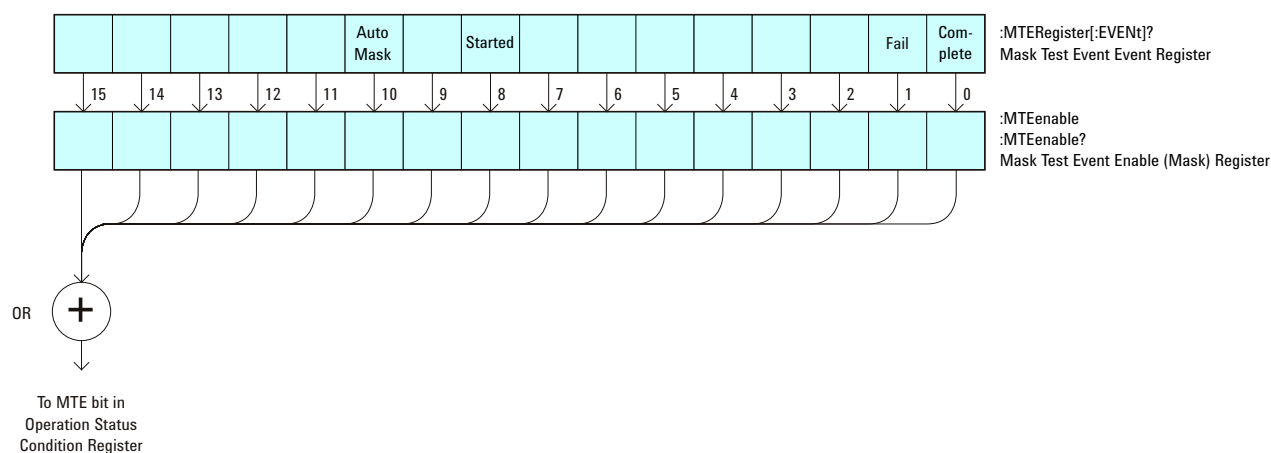 Auto
Mask
Started
Fail
Com-
plete
:MTERegister[:EVENt]?
Mask Test Event Event Register
15 14 13 12 11 10 9 8 7 6 5 4 3 2 1 0
:MTEenable
:MTEenable?
Mask Test Event Enable (Mask) Register
OR
+
To MTE bit in
Operation Status
Condition Register